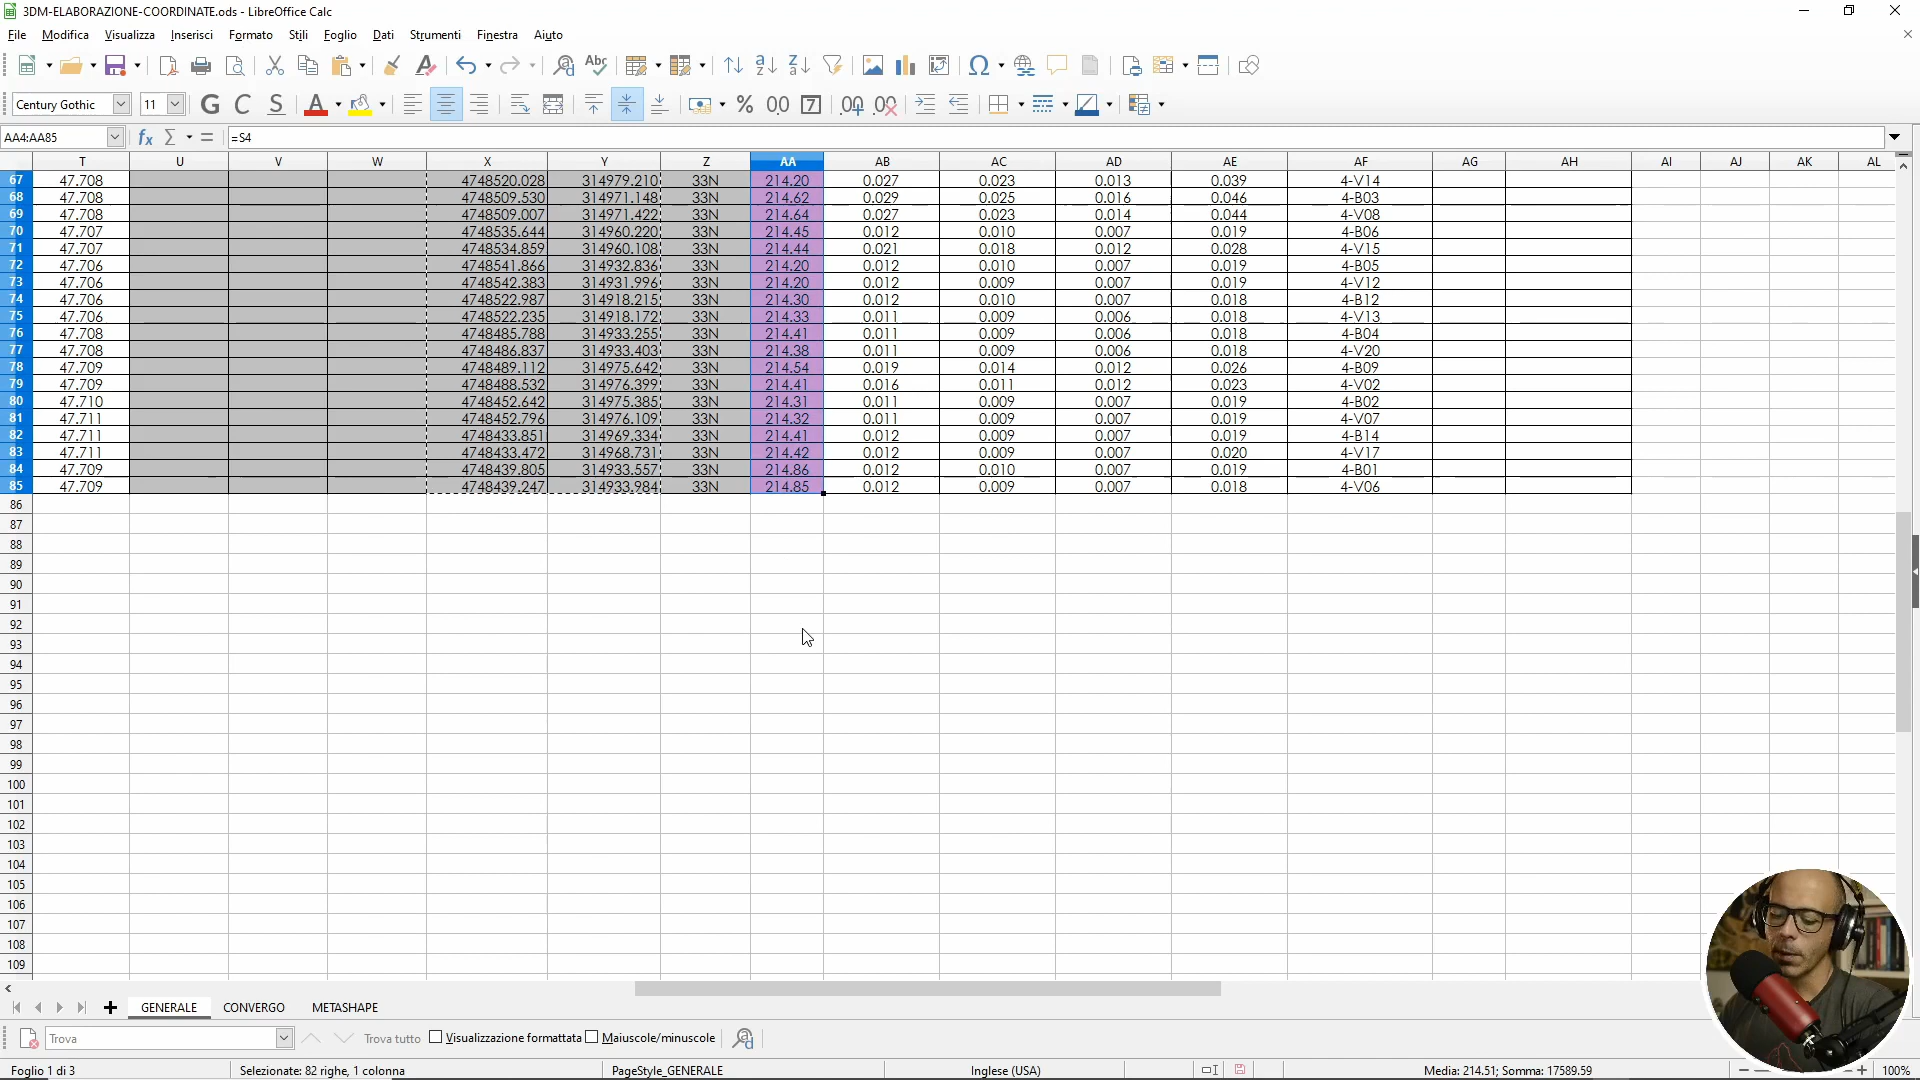 3DM-ELABORAZIONE-COORDINATE.ods - LibreOffice Calc
File Modifica Visualizza Inserisci Formato Stili Foglio Dati Strumenti Finestra Aiuto
Century Gothic 11 G C S
AA4:AA85 =S4
T U V W X Y Z AA AB AC AD AE AF AG AH AI AJ AK AL
67 47.708 4748520.028 314979.210 33N 214.20 0.027 0.023 0.013 0.039 4-V14
68 47.708 4748509.530 314971.148 33N 214.62 0.029 0.025 0.016 0.046 4-B03
69 47.708 4748509.007 314971.422 33N 214.64 0.027 0.023 0.014 0.044 4-V08
70 47.707 4748535.644 314960.220 33N 214.45 0.012 0.010 0.007 0.019 4-B06
71 47.707 4748534.859 314960.108 33N 214.44 0.021 0.018 0.012 0.028 4-V15
72 47.706 4748541.866 314932.836 33N 214.20 0.012 0.010 0.007 0.019 4-B05
73 47.706 4748542.383 314931.996 33N 214.20 0.012 0.009 0.007 0.019 4-V12
74 47.706 4748522.987 314918.215 33N 214.30 0.012 0.010 0.007 0.018 4-B12
75 47.706 4748522.235 314918.172 33N 214.33 0.011 0.009 0.006 0.018 4-V13
76 47.708 4748485.788 314933.255 33N 214.41 0.011 0.009 0.006 0.018 4-B04
77 47.708 4748486.837 314933.403 33N 214.38 0.011 0.009 0.006 0.018 4-V20
78 47.709 4748489.112 314975.642 33N 214.54 0.019 0.014 0.012 0.026 4-B09
79 47.709 4748488.532 314976.399 33N 214.41 0.016 0.011 0.012 0.023 4-V02
80 47.710 4748452.642 314975.385 33N 214.31 0.011 0.009 0.007 0.019 4-B02
81 47.711 4748452.796 314976.109 33N 214.32 0.011 0.009 0.007 0.019 4-V07
82 47.711 4748433.851 314969.334 33N 214.41 0.012 0.009 0.007 0.019 4-B14
83 47.711 4748433.472 314968.731 33N 214.42 0.012 0.009 0.007 0.020 4-V17
84 47.709 4748439.805 314933.557 33N 214.86 0.012 0.010 0.007 0.019 4-B01
85 47.709 4748439.247 314933.984 33N 214.85 0.012 0.009 0.007 0.018 4-V06
86
87
88
89
90
91
92
93
94
95
96
97
98
99
100
101
102
103
104
105
106
107
108
109
GENERALE CONVERGO METASHAPE
Trova Trova tutto Visualizzazione formattata Maiuscole/minuscole
Foglio 1 di 3 Selezionate: 82 righe, 1 colonna PageStyle_GENERALE Inglese (USA) Media: 214.51; Somma: 17589.59 100%